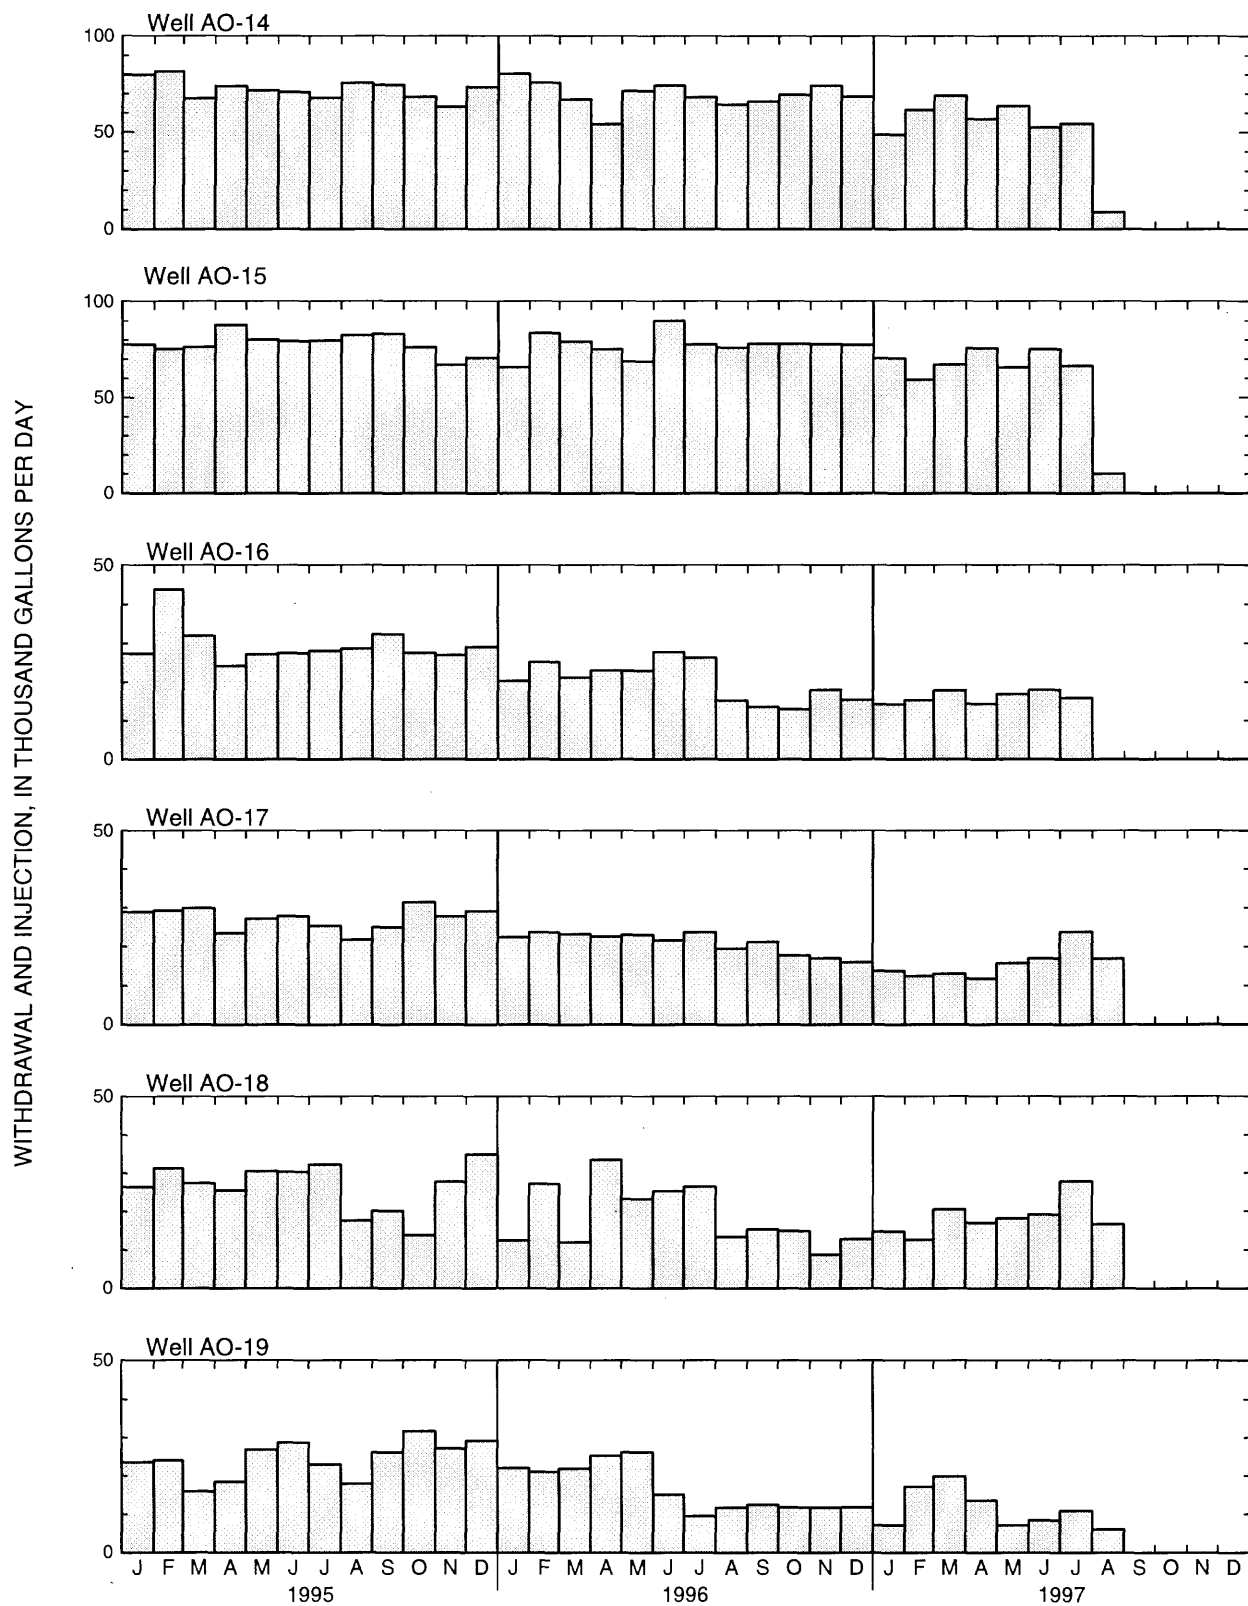 Well AO-14
100
50
0
Well AO-15
100
50
0
Well AO-16
50
0
Well AO-17
50
0
Well AO-18
50
0
Well AO-19
50
0
WITHDRAWAL AND INJECTION, IN THOUSAND GALLONS PER DAY
J F M A M J J A S O N D J F M A M J J A S O N D J F M A M J J A S O N D
1995 1996 1997